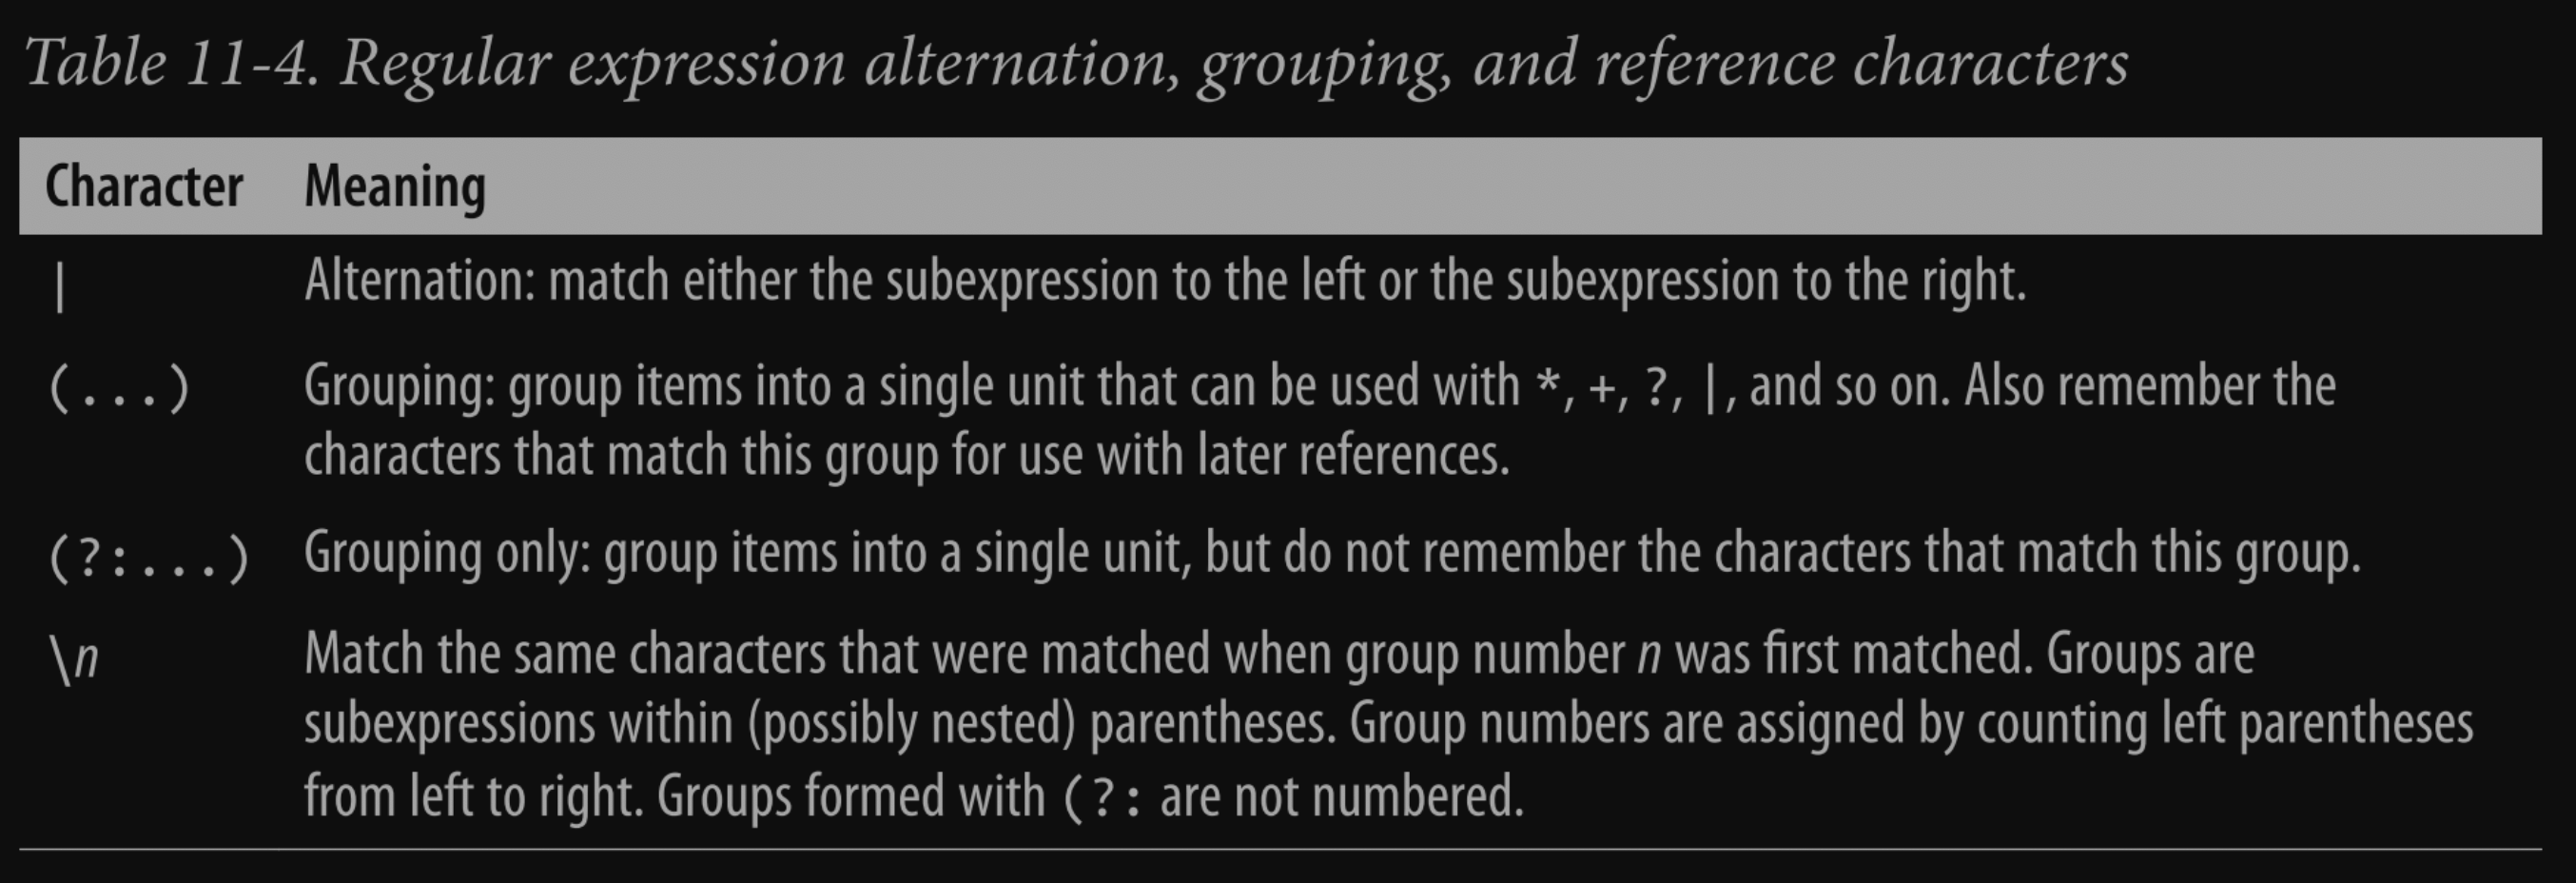 Table 11-4. Regular expression alternation, grouping, and reference characters
Character Meaning
| Alternation: match either the subexpression to the left or the subexpression to the right.
(...) Grouping: group items into a single unit that can be used with *, +, ?, |, and so on. Also remember the
characters that match this group for use with later references.
(?:...) Grouping only: group items into a single unit, but do not remember the characters that match this group.
\n Match the same characters that were matched when group number n was first matched. Groups are
subexpressions within (possibly nested) parentheses. Group numbers are assigned by counting left parentheses
from left to right. Groups formed with (?: are not numbered.